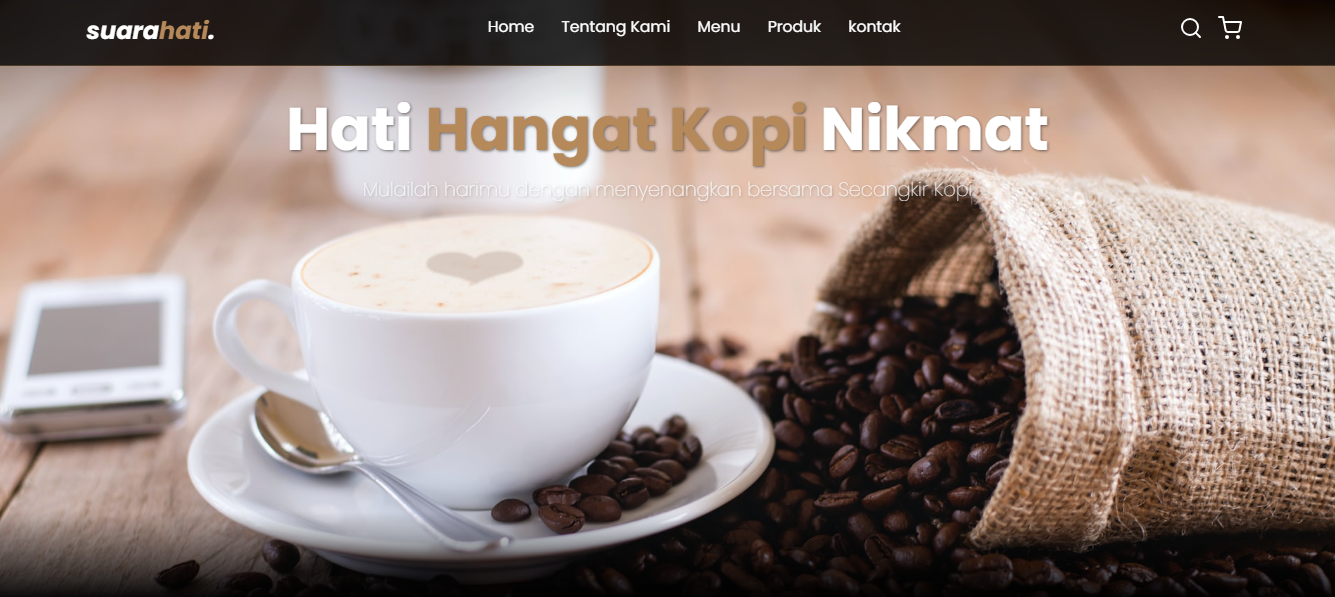 suarahati.
Home Tentang Kami Menu Produk kontak
Hati Hangat Kopi Nikmat
Mulailah harimu dengan menyenangkan bersama Secangkir Kopi